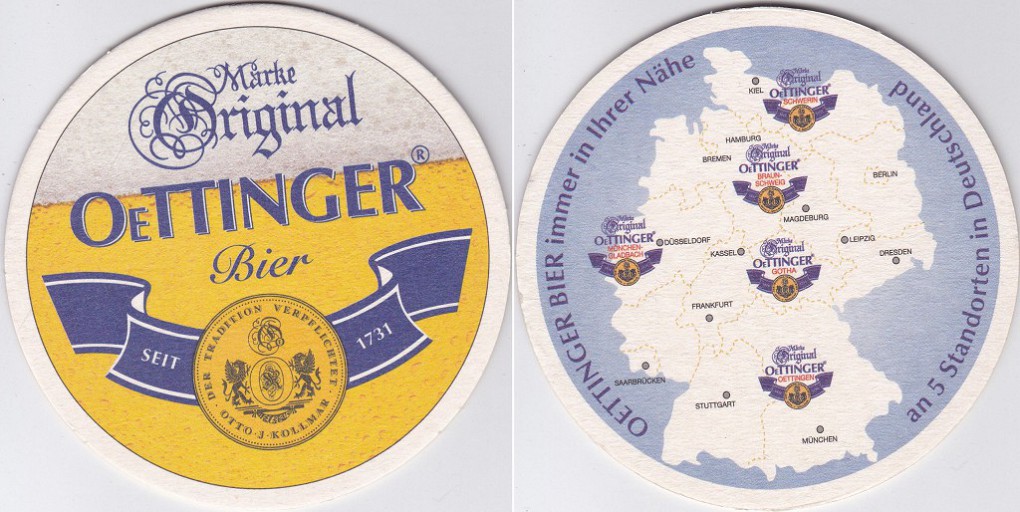 Marke
Original
OETTINGER®
Bier
SEIT
1731
DER TRADITION VERPFLICHTET
OTTO·J·KOLLMAR
OETTINGER BIER immer in Ihrer Nähe
an 5 Standorten in Deutschland
KIEL
Marke
Original
OETTINGER
SCHWERIN
HAMBURG
BREMEN
Marke
Original
OETTINGER
BRAUN-
SCHWEIG
BERLIN
MAGDEBURG
Marke
Original
OETTINGER
MÖNCHEN-
GLADBACH
DÜSSELDORF
KASSEL
Marke
Original
OETTINGER
GOTHA
LEIPZIG
DRESDEN
FRANKFURT
SAARBRÜCKEN
Marke
Original
OETTINGER
OETTINGEN
STUTTGART
MÜNCHEN